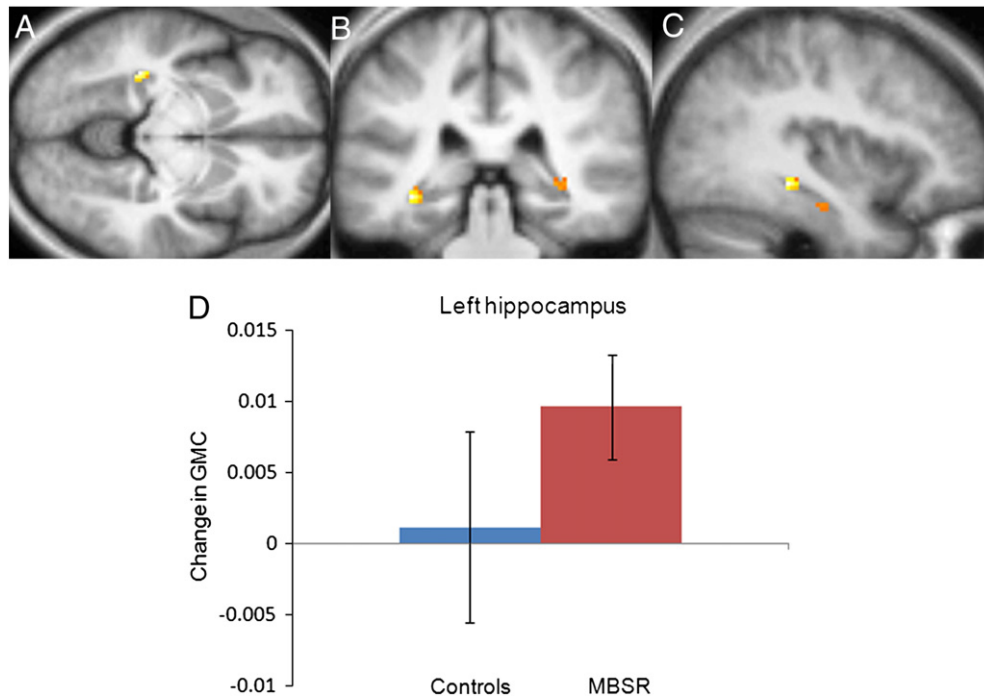 A B C
D
Left hippocampus
Change in GMC
0.015
0.01
0.005
0
-0.005
-0.01
Controls MBSR